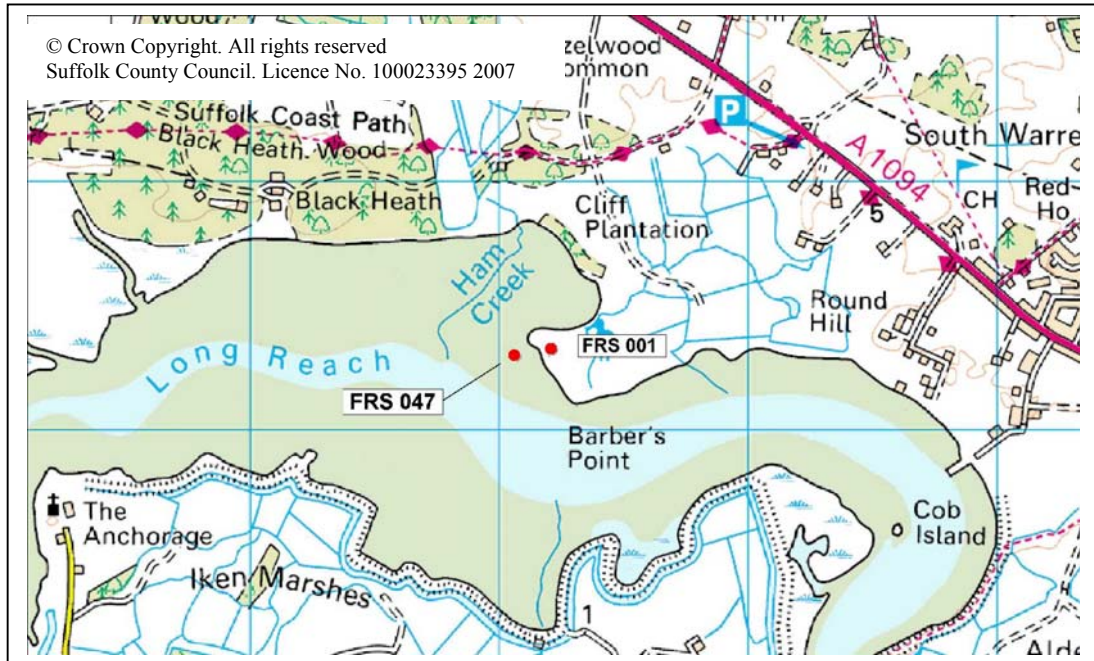 © Crown Copyright. All rights reserved
Suffolk County Council. Licence No. 100023395 2007
Wood
zelwood
ommon
P
Suffolk Coast Path
Black Heath Wood
Black Heath
A1094
South Warre
CH
Red
Ho
5
Cliff
Plantation
Ham
Creek
Round
Hill
FRS 001
Long Reach
FRS 047
Barber's
Point
The
Anchorage
Cob
Island
Iken Marshes
1
Alde